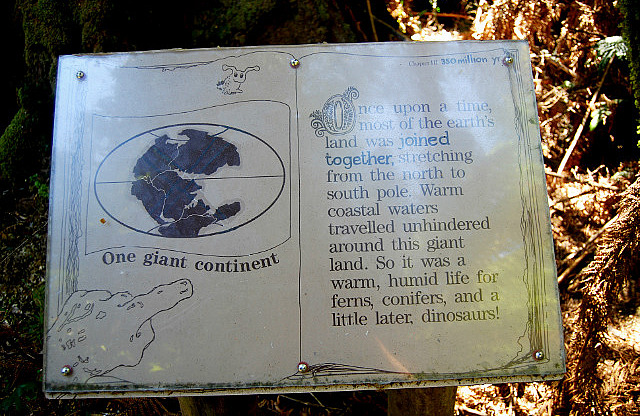 One giant continent
350 million yr
Once upon a time,
most of the earth's
land was joined
together, stretching
from the north to
south pole. Warm
coastal waters
travelled unhindered
around this giant
land. So it was a
warm, humid life for
ferns, conifers, and a
little later, dinosaurs!